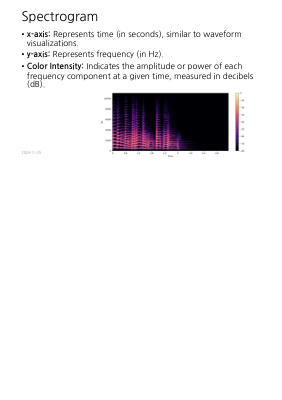 Spectrogram
• x-axis: Represents time (in seconds), similar to waveform
visualizations.
• y-axis: Represents frequency (in Hz).
• Color Intensity: Indicates the amplitude or power of each
frequency component at a given time, measured in decibels
(dB).